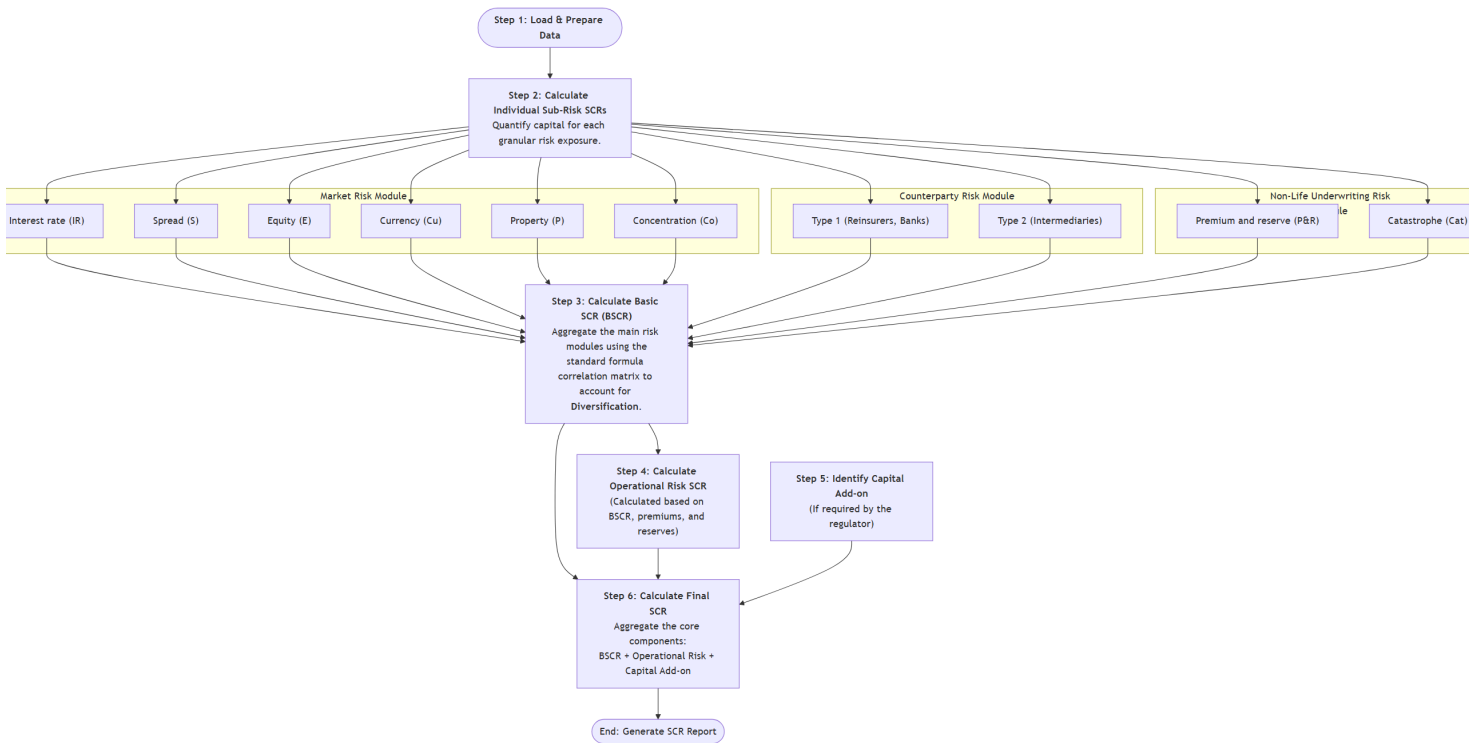 Step 1: Load & Prepare
Data
Step 2: Calculate
Individual Sub-Risk SCRs
Quantify capital for each
granular risk exposure.
Market Risk Module
Counterparty Risk Module
Non-Life Underwriting Risk
Interest rate (IR)
Spread (S)
Equity (E)
Currency (Cu)
Property (P)
Concentration (Co)
Type 1 (Reinsurers, Banks)
Type 2 (Intermediaries)
Premium and reserve (P&R)
Catastrophe (Cat)
Step 3: Calculate Basic
SCR (BSCR)
Aggregate the main risk
modules using the
standard formula
correlation matrix to
account for
Diversification.
Step 4: Calculate
Operational Risk SCR
(Calculated based on
BSCR, premiums, and
reserves)
Step 5: Identify Capital
Add-on
(If required by the
regulator)
Step 6: Calculate Final
SCR
Aggregate the core
components:
BSCR + Operational Risk +
Capital Add-on
End: Generate SCR Report